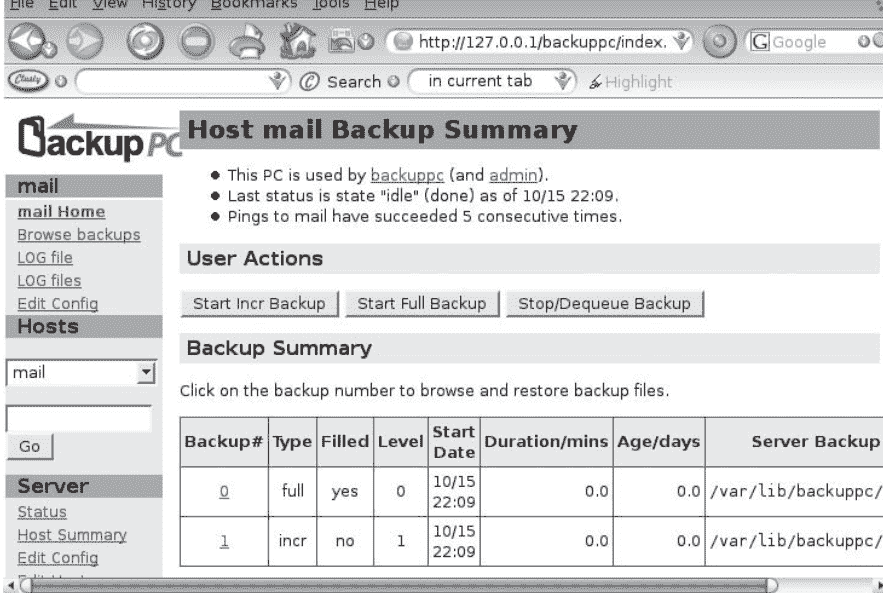 File Edit View History Bookmarks Tools Help
http://127.0.0.1/backuppc/index. Google
Clusty Search in current tab Highlight
BackupPC
mail
mail Home
Browse backups
LOG file
LOG files
Edit Config
Hosts
mail
Go
Server
Status
Host Summary
Edit Config
Host mail Backup Summary
This PC is used by backuppc (and admin).
Last status is state "idle" (done) as of 10/15 22:09.
Pings to mail have succeeded 5 consecutive times.
User Actions
Start Incr Backup Start Full Backup Stop/Dequeue Backup
Backup Summary
Click on the backup number to browse and restore backup files.
Backup# Type Filled Level Start Date Duration/mins Age/days Server Backup
0 full yes 0 10/15 22:09 0.0 0.0 /var/lib/backuppc/
1 incr no 1 10/15 22:09 0.0 0.0 /var/lib/backuppc/